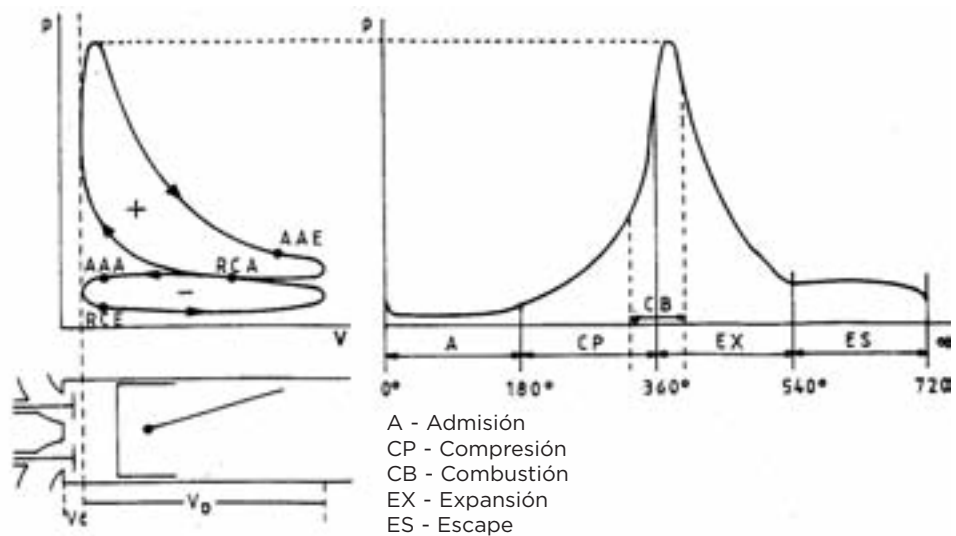 P
+
AAE
AAA
RCA
-
RCE
V
Vc
VD
P
CB
A
CP
EX
ES
α
0°
180°
360°
540°
720
A - Admisión
CP - Compresión
CB - Combustión
EX - Expansión
ES - Escape